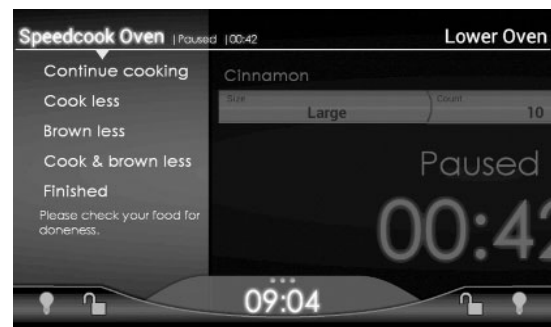 Speedcook Oven | Paused | 00:42
Lower Oven
Continue cooking
Cook less
Brown less
Cook & brown less
Finished
Please check your food for
doneness.
Cinnamon
Size
Count
Large
10
Paused
00:42
09:04